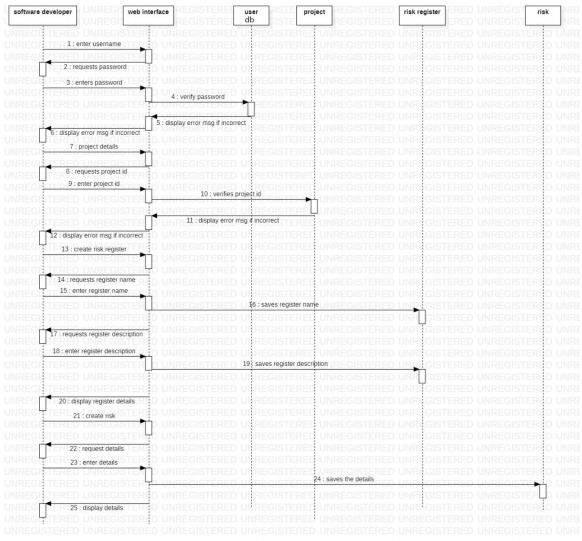 software developer
web interface
user
db
project
risk register
risk
1 : enter username
2 : requests password
3 : enters password
4 : verify password
5 : display error msg if incorrect
6 : display error msg if incorrect
7 : project details
8 : requests project id
9 : enter project id
10 : verifies project id
11 : display error msg if incorrect
12 : display error msg if incorrect
13 : create risk register
14 : requests register name
15 : enter register name
16 : saves register name
17 : requests register description
18 : enter register description
19 : saves register description
20 : display register details
21 : create risk
22 : request details
23 : enter details
24 : saves the details
25 : display details
UNREGISTERED